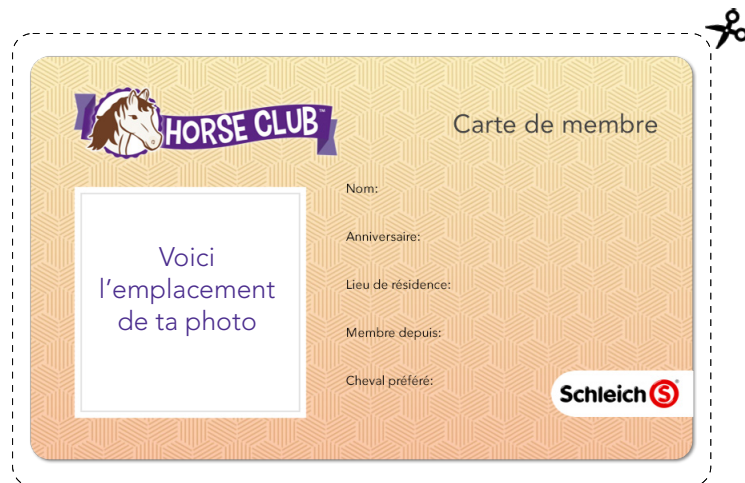 HORSE CLUB™
Carte de membre
Voici
l'emplacement
de ta photo
Nom:
Anniversaire:
Lieu de résidence:
Membre depuis:
Cheval préféré:
Schleich S®